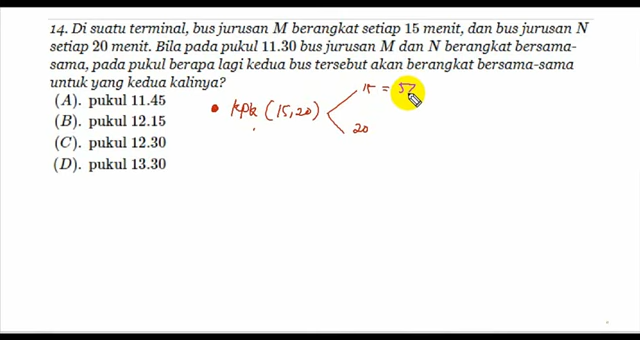 14. Di suatu terminal, bus jurusan M berangkat setiap 15 menit, dan bus jurusan N
setiap 20 menit. Bila pada pukul 11.30 bus jurusan M dan N berangkat bersama-
sama, pada pukul berapa lagi kedua bus tersebut akan berangkat bersama-sama
untuk yang kedua kalinya?
(A). pukul 11.45
(B). pukul 12.15
(C). pukul 12.30
(D). pukul 13.30
• KPK (15,20)
15 =
20